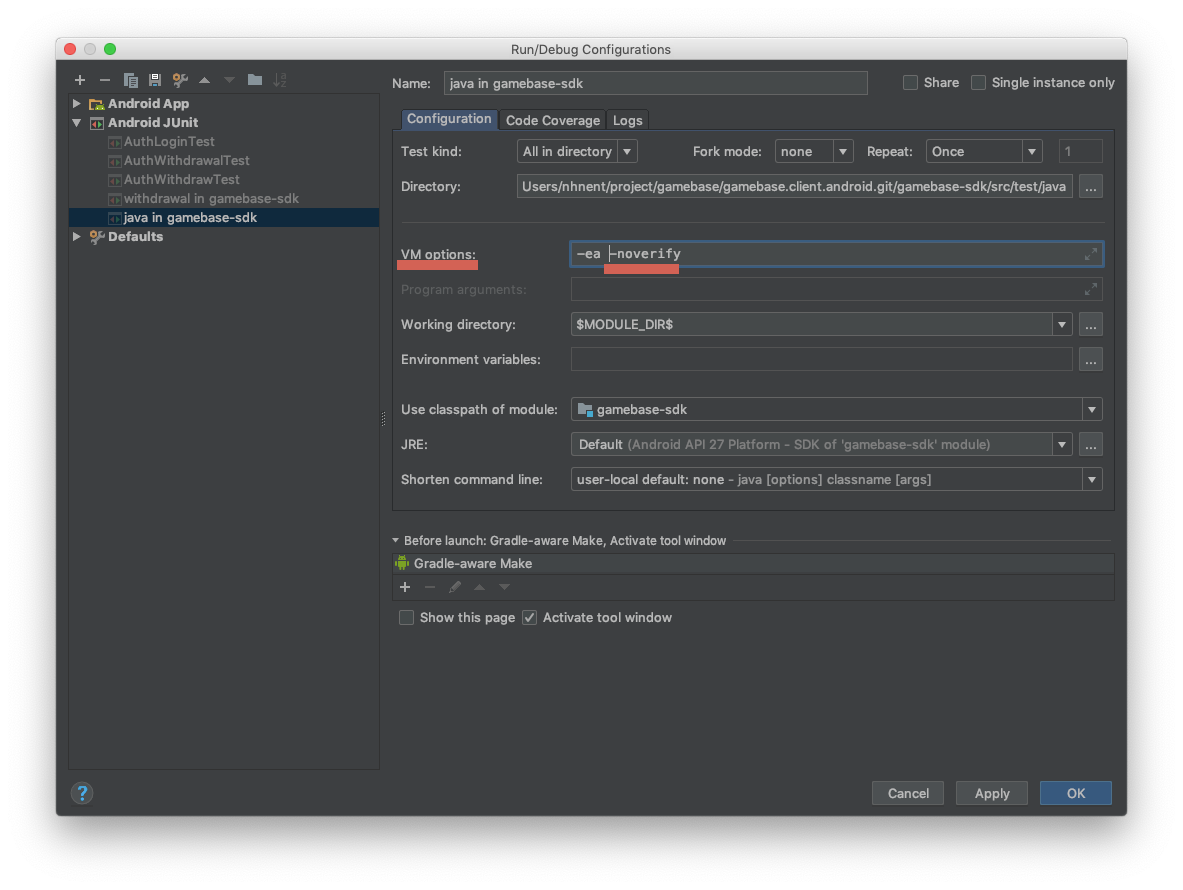 Run/Debug Configurations
Name: java in gamebase-sdk Share Single instance only
Android App
Android JUnit
AuthLoginTest
AuthWithdrawalTest
AuthWithdrawTest
withdrawal in gamebase-sdk
java in gamebase-sdk
Defaults
Configuration Code Coverage Logs
Test kind: All in directory Fork mode: none Repeat: Once 1
Directory: Users/nhnent/project/gamebase/gamebase.client.android.git/gamebase-sdk/src/test/java ...
VM options: -ea -noverify
Program arguments:
Working directory: $MODULE_DIR$ ...
Environment variables: ...
Use classpath of module: gamebase-sdk
JRE: Default (Android API 27 Platform - SDK of 'gamebase-sdk' module) ...
Shorten command line: user-local default: none - java [options] classname [args]
Before launch: Gradle-aware Make, Activate tool window
Gradle-aware Make
Show this page Activate tool window
? Cancel Apply OK